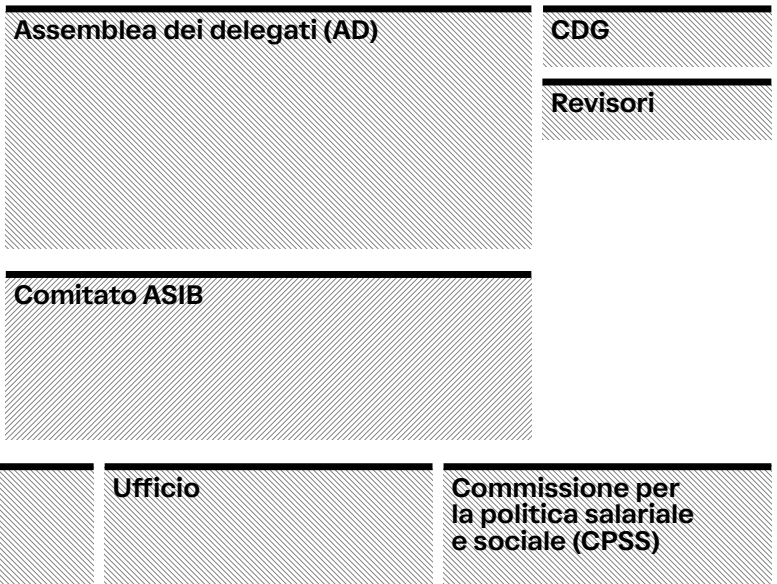 Assemblea dei delegati (AD)
CDG
Revisori
Comitato ASIB
Ufficio
Commissione per
la politica salariale
e sociale (CPSS)